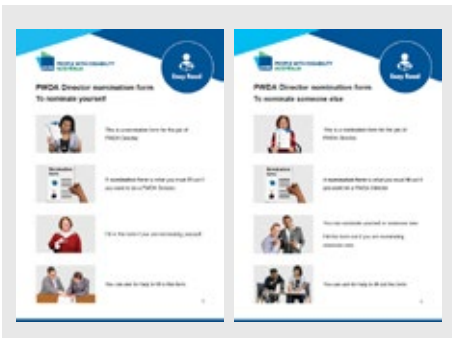 PEOPLE WITH DISABILITY
AUSTRALIA
Easy Read
PWDA Director nomination form
To nominate yourself
This is a nomination form for the job of
PWDA Director.
A nomination form is what you must fill out if
you want to be a PWDA Director.
Fill in this form if you are nominating yourself.
You can ask for help to fill in this form.
PEOPLE WITH DISABILITY
AUSTRALIA
Easy Read
PWDA Director nomination form
To nominate someone else
This is a nomination form for the job of
PWDA Director.
A nomination form is what you must fill out if
you want to be a PWDA Director.
You can nominate yourself or someone else.
Fill this form out if you are nominating
someone else.
You can ask for help to fill out this form.